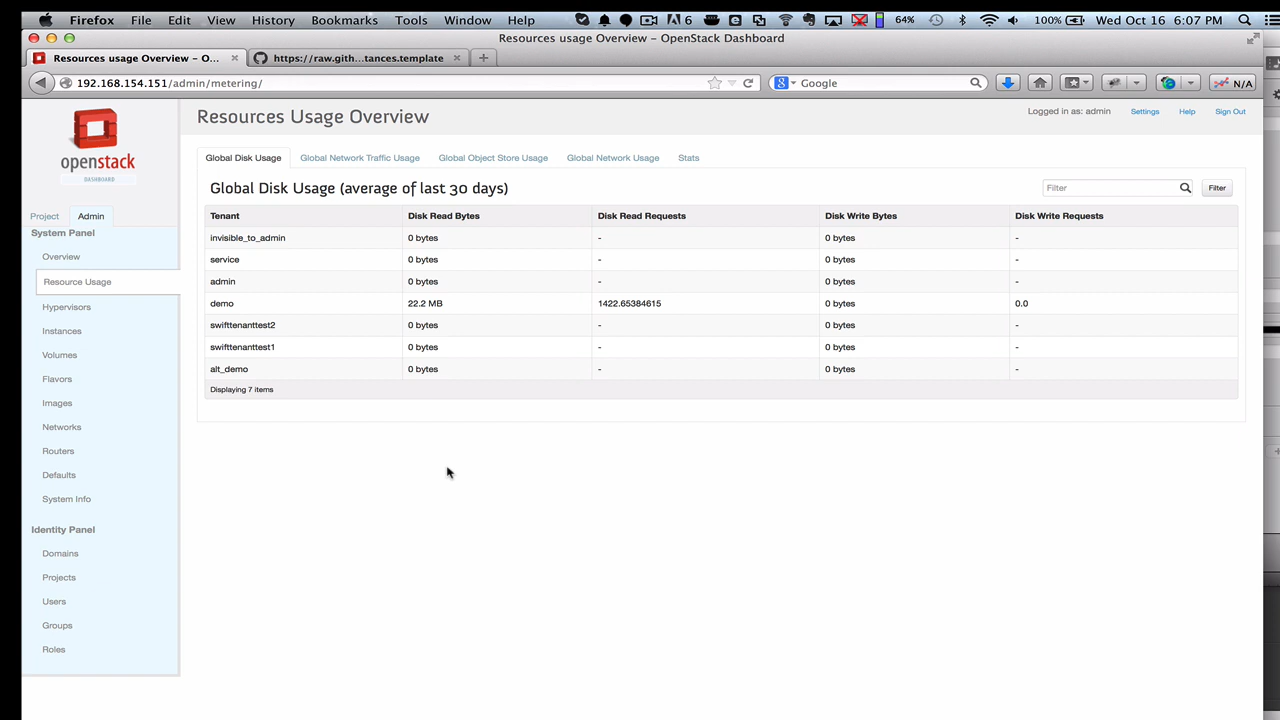 Firefox File Edit View History Bookmarks Tools Window Help 6 64% 100% Wed Oct 16 6:07 PM
Resources usage Overview – OpenStack Dashboard
Resources usage Overview – O... https://raw.gith...tances.template
192.168.154.151/admin/metering/ Google N/A
openstack
DASHBOARD
Resources Usage Overview
Logged in as: admin Settings Help Sign Out
Project Admin
System Panel
Overview
Resource Usage
Hypervisors
Instances
Volumes
Flavors
Images
Networks
Routers
Defaults
System Info
Identity Panel
Domains
Projects
Users
Groups
Roles
Global Disk Usage Global Network Traffic Usage Global Object Store Usage Global Network Usage Stats
Global Disk Usage (average of last 30 days) Filter Filter
Tenant Disk Read Bytes Disk Read Requests Disk Write Bytes Disk Write Requests
invisible_to_admin 0 bytes - 0 bytes -
service 0 bytes - 0 bytes -
admin 0 bytes - 0 bytes -
demo 22.2 MB 1422.65384615 0 bytes 0.0
swifttenanttest2 0 bytes - 0 bytes -
swifttenanttest1 0 bytes - 0 bytes -
alt_demo 0 bytes - 0 bytes -
Displaying 7 items